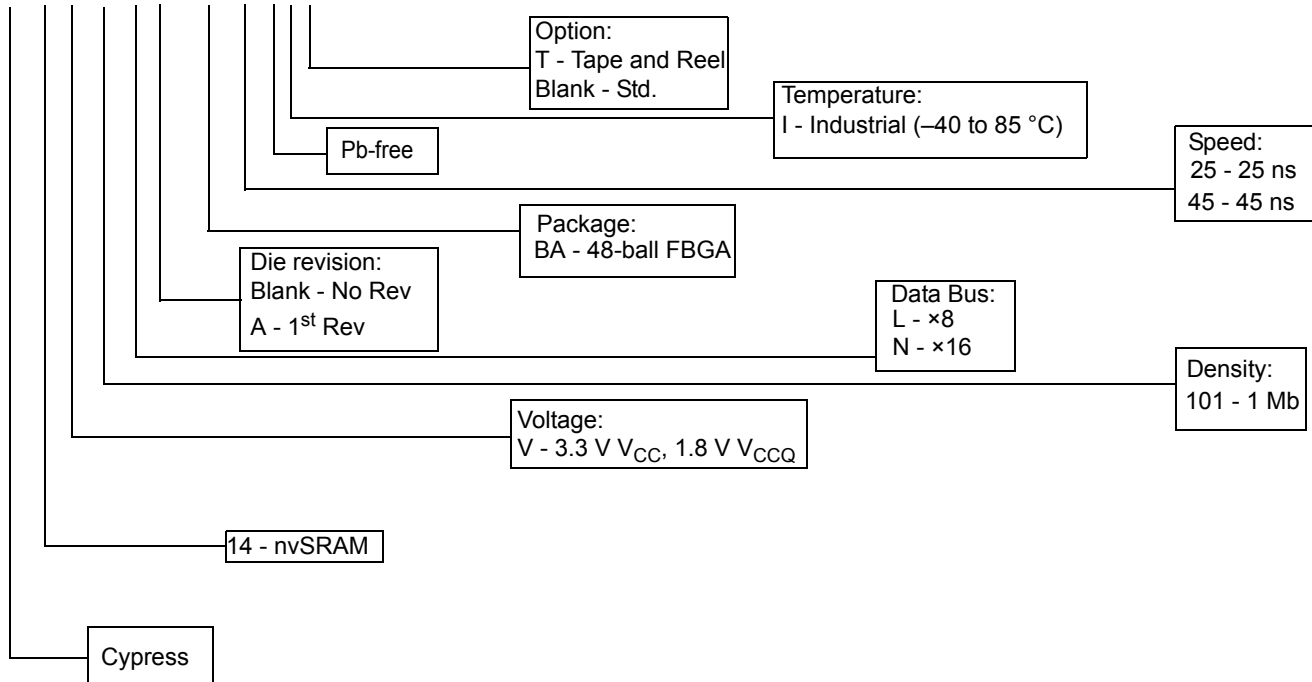 Option:
T - Tape and Reel
Blank - Std.
Temperature:
I - Industrial (–40 to 85 °C)
Pb-free
Speed:
25 - 25 ns
45 - 45 ns
Package:
BA - 48-ball FBGA
Die revision:
Blank - No Rev
A - 1st Rev
Data Bus:
L - ×8
N - ×16
Density:
101 - 1 Mb
Voltage:
V - 3.3 V VCC, 1.8 V VCCQ
14 - nvSRAM
Cypress